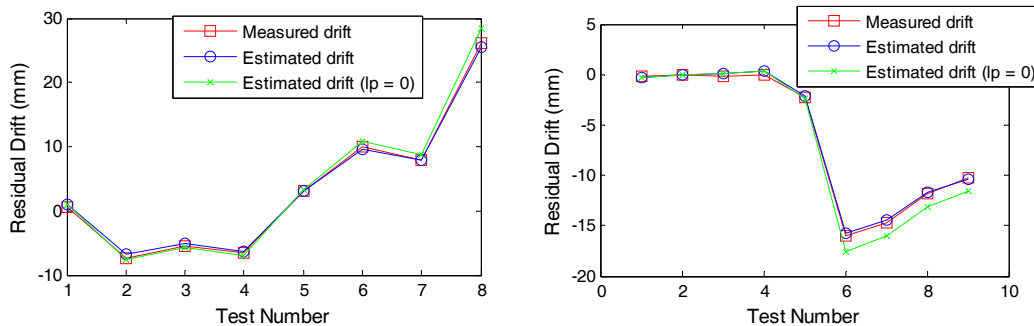 30
20
10
0
-10
Residual Drift (mm)
1 2 3 4 5 6 7 8
Test Number
Measured drift
Estimated drift
Estimated drift (lp = 0)
5
0
-5
-10
-15
-20
Residual Drift (mm)
0 2 4 6 8 10
Test Number
Measured drift
Estimated drift
Estimated drift (lp = 0)